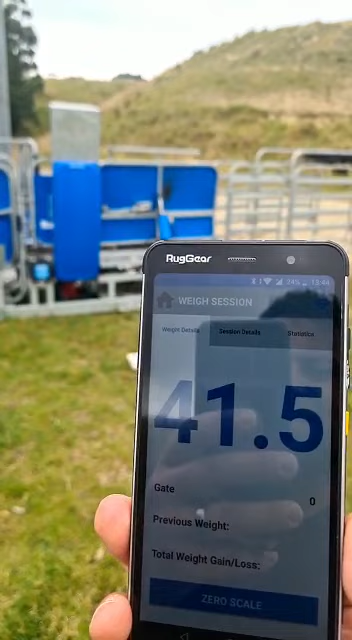 RugGear
24% 13:44
WEIGH SESSION
Weight Details Session Details Statistics
41.5
Gate 0
Previous Weight:
Total Weight Gain/Loss:
ZERO SCALE